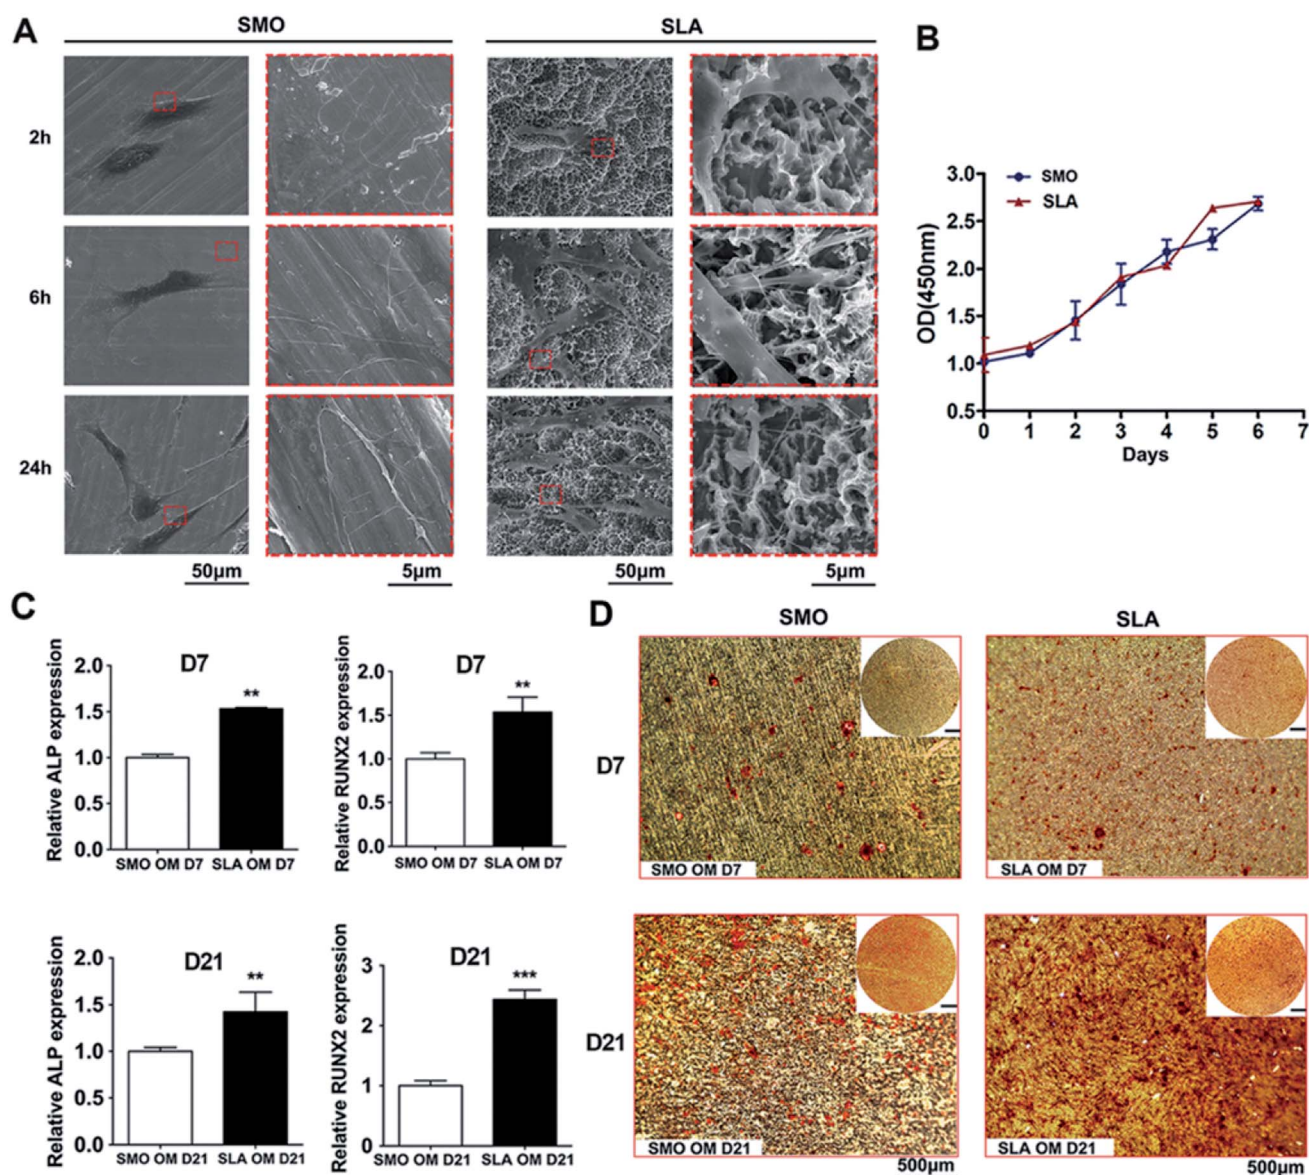 A
SMO
SLA
2h
6h
24h
50μm
5μm
50μm
5μm
B
OD(450nm)
3.0
2.5
2.0
1.5
1.0
0.5
SMO
SLA
0 1 2 3 4 5 6 7
Days
C
Relative ALP expression
2.0
1.5
1.0
0.5
0.0
D7
**
SMO OM D7 SLA OM D7
Relative RUNX2 expression
2.0
1.5
1.0
0.5
0.0
D7
**
SMO OM D7 SLA OM D7
Relative ALP expression
2.0
1.5
1.0
0.5
0.0
D21
**
SMO OM D21 SLA OM D21
Relative RUNX2 expression
3
2
1
0
D21
***
SMO OM D21 SLA OM D21
D
SMO
SLA
D7
SMO OM D7
SLA OM D7
D21
SMO OM D21
SLA OM D21
500μm
500μm